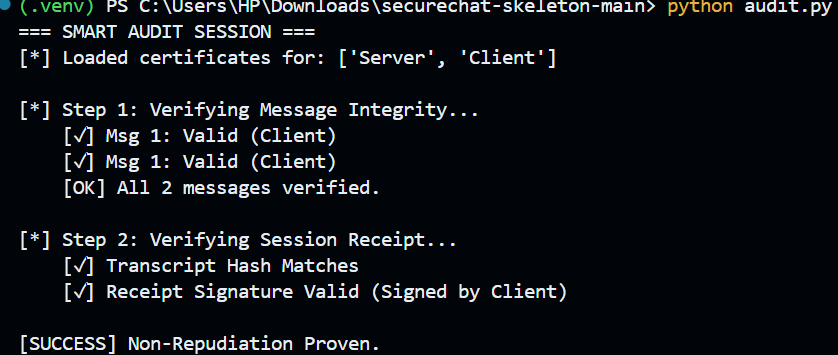 (.venv) PS C:\Users\HP\Downloads\securechat-skeleton-main> python audit.py
=== SMART AUDIT SESSION ===
[*] Loaded certificates for: ['Server', 'Client']
[*] Step 1: Verifying Message Integrity...
[√] Msg 1: Valid (Client)
[√] Msg 1: Valid (Client)
[OK] All 2 messages verified.
[*] Step 2: Verifying Session Receipt...
[√] Transcript Hash Matches
[√] Receipt Signature Valid (Signed by Client)
[SUCCESS] Non-Repudiation Proven.